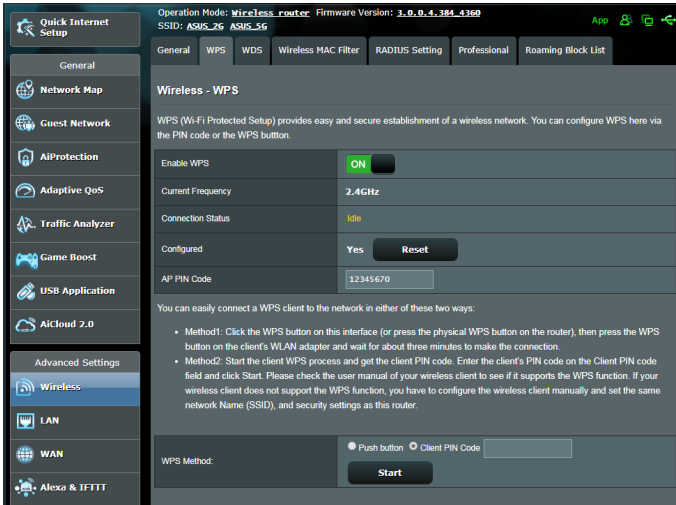 Quick Internet
Setup
Operation Mode: Wireless router Firmware Version: 3.0.0.4.384_4360
SSID: ASUS_2G ASUS_5G
App
General
WPS
WDS
Wireless MAC Filter
RADIUS Setting
Professional
Roaming Block List
General
Network Map
Guest Network
AiProtection
Adaptive QoS
Traffic Analyzer
Game Boost
USB Application
AiCloud 2.0
Advanced Settings
Wireless
LAN
WAN
Alexa & IFTTT
Wireless - WPS
WPS (Wi-Fi Protected Setup) provides easy and secure establishment of a wireless network. You can configure WPS here via
the PIN code or the WPS buttton.
Enable WPS
ON
Current Frequency
2.4GHz
Connection Status
Idle
Configured
Yes
Reset
AP PIN Code
12345670
You can easily connect a WPS client to the network in either of these two ways:
• Method1: Click the WPS button on this interface (or press the physical WPS button on the router), then press the WPS
button on the client's WLAN adapter and wait for about three minutes to make the connection.
• Method2: Start the client WPS process and get the client PIN code. Enter the client's PIN code on the Client PIN code
field and click Start. Please check the user manual of your wireless client to see if it supports the WPS function. If your
wireless client does not support the WPS function, you have to configure the wireless client manually and set the same
network Name (SSID), and security settings as this router.
WPS Method:
Push button
Client PIN Code
Start